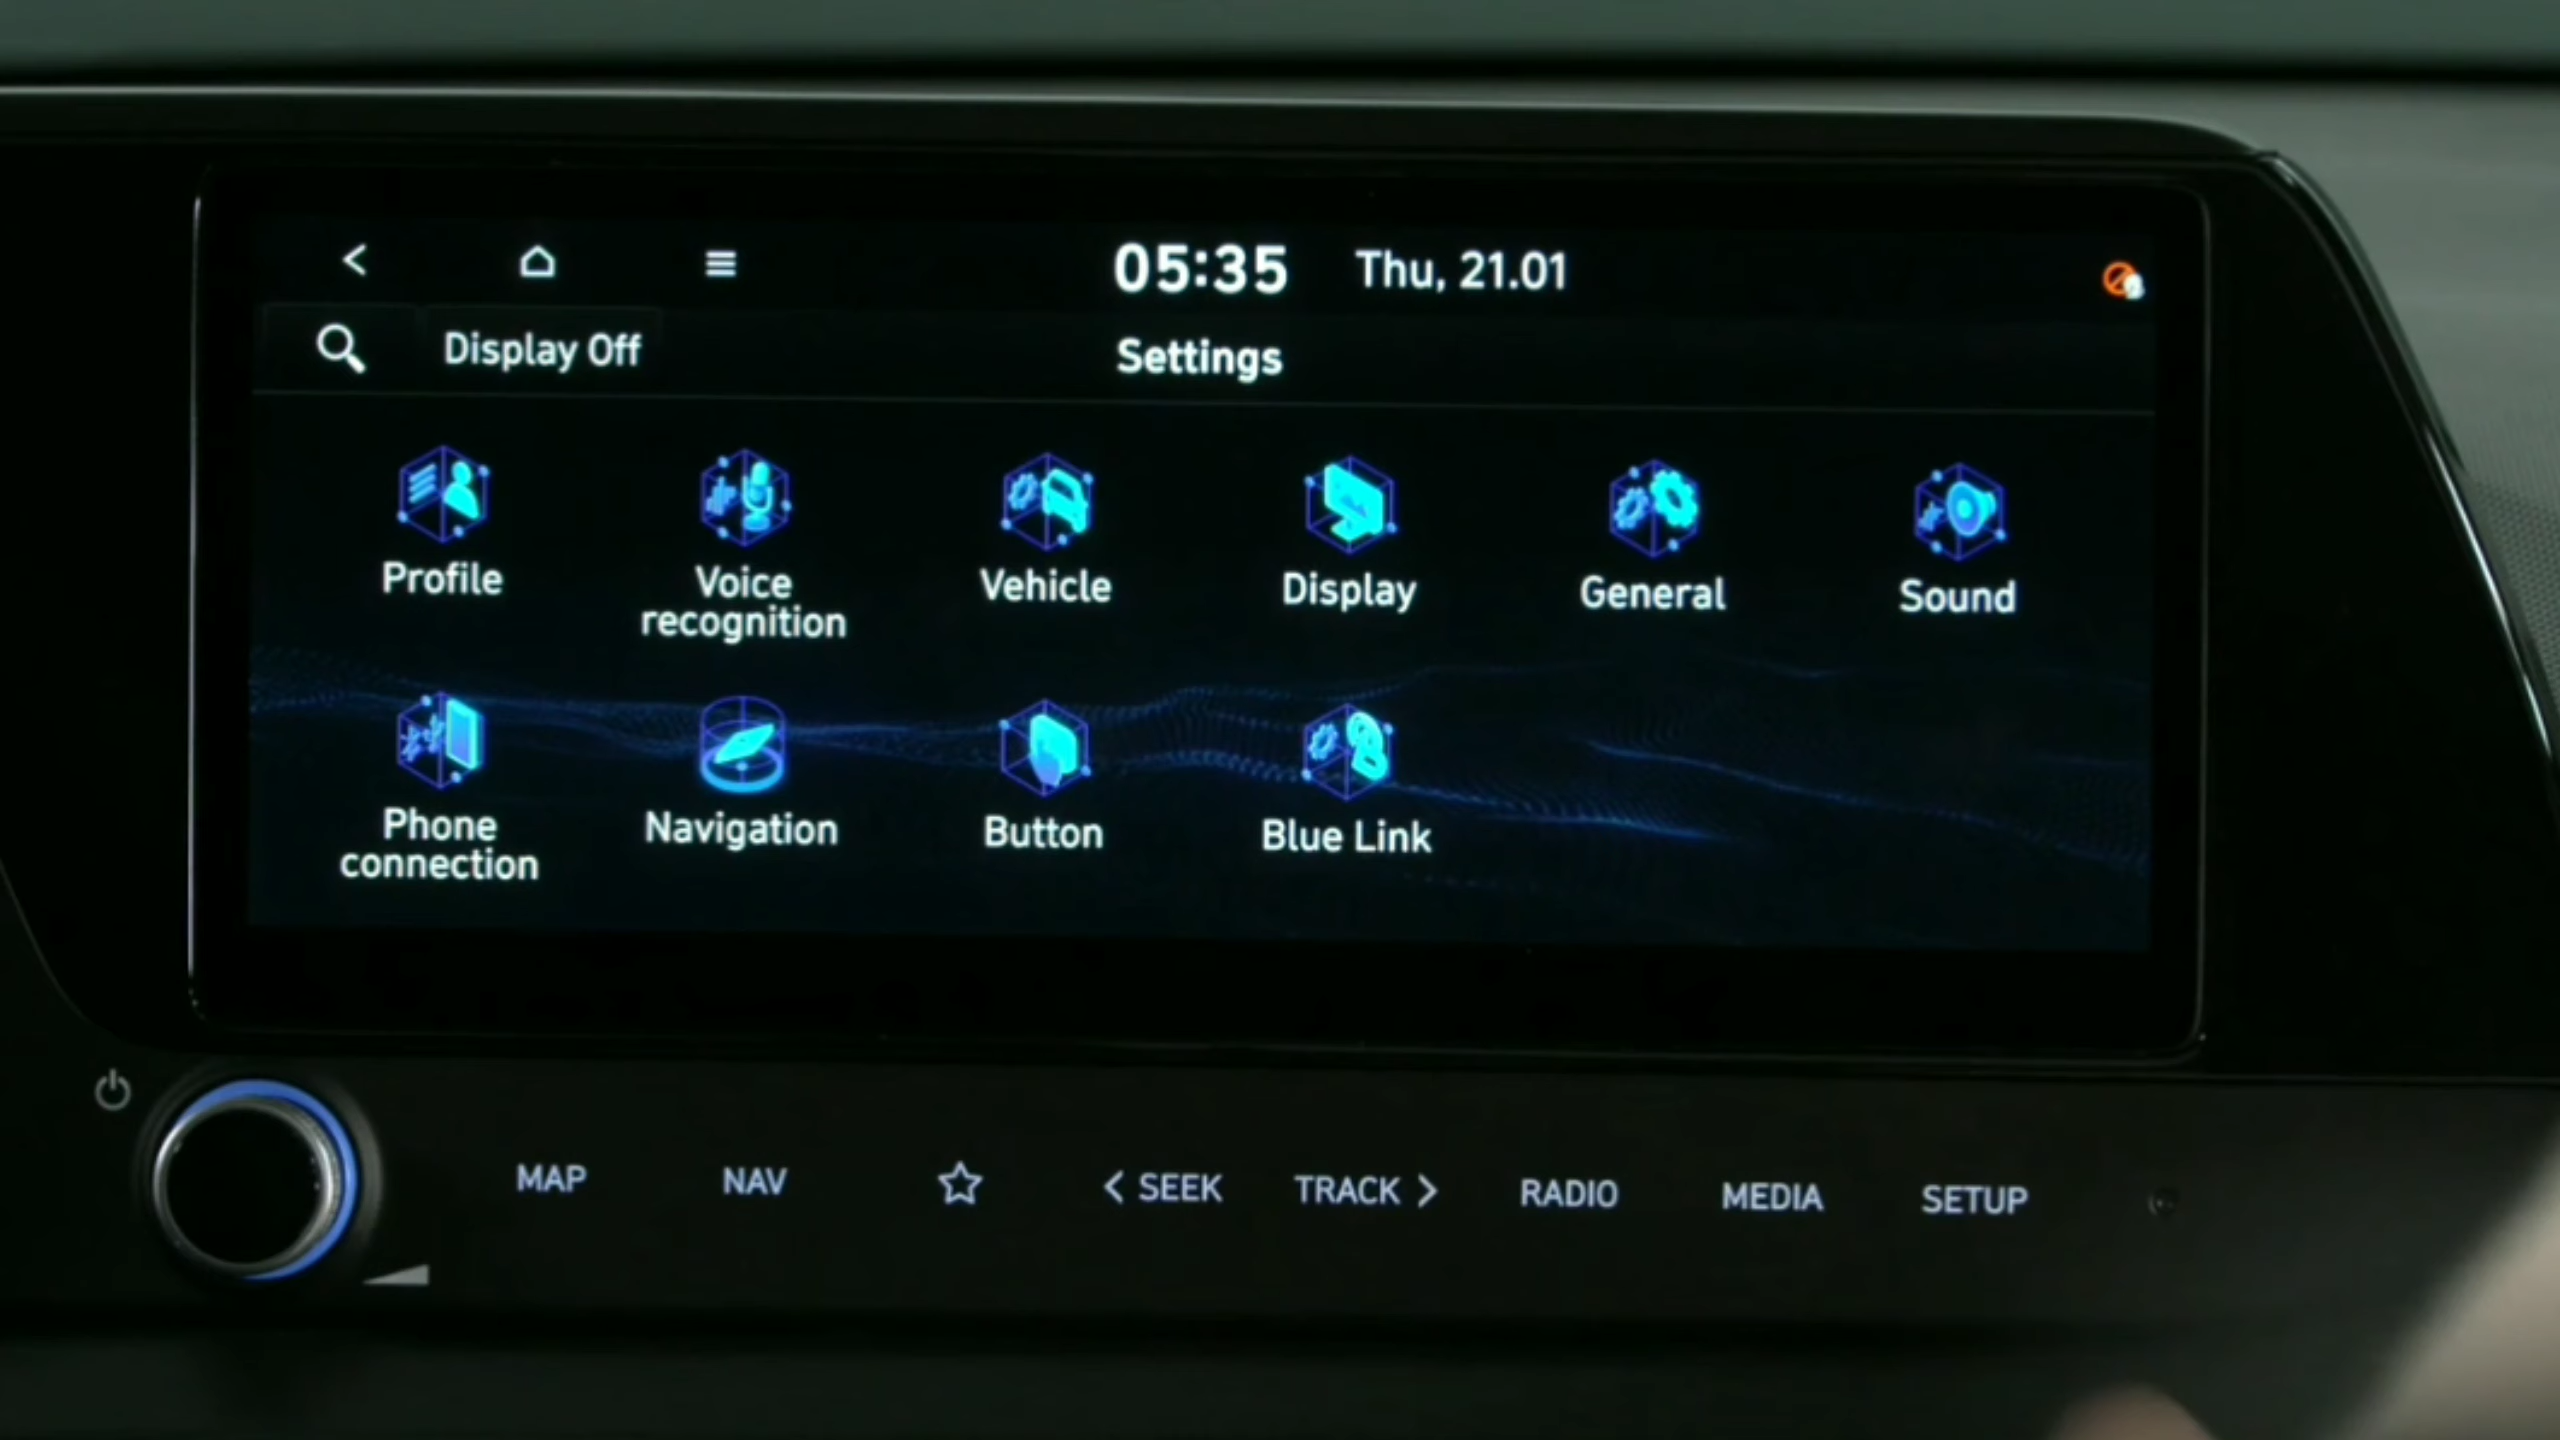 05:35 Thu, 21.01
Display Off
Settings
Profile
Voice
recognition
Vehicle
Display
General
Sound
Phone
connection
Navigation
Button
Blue Link
MAP NAV < SEEK TRACK > RADIO MEDIA SETUP